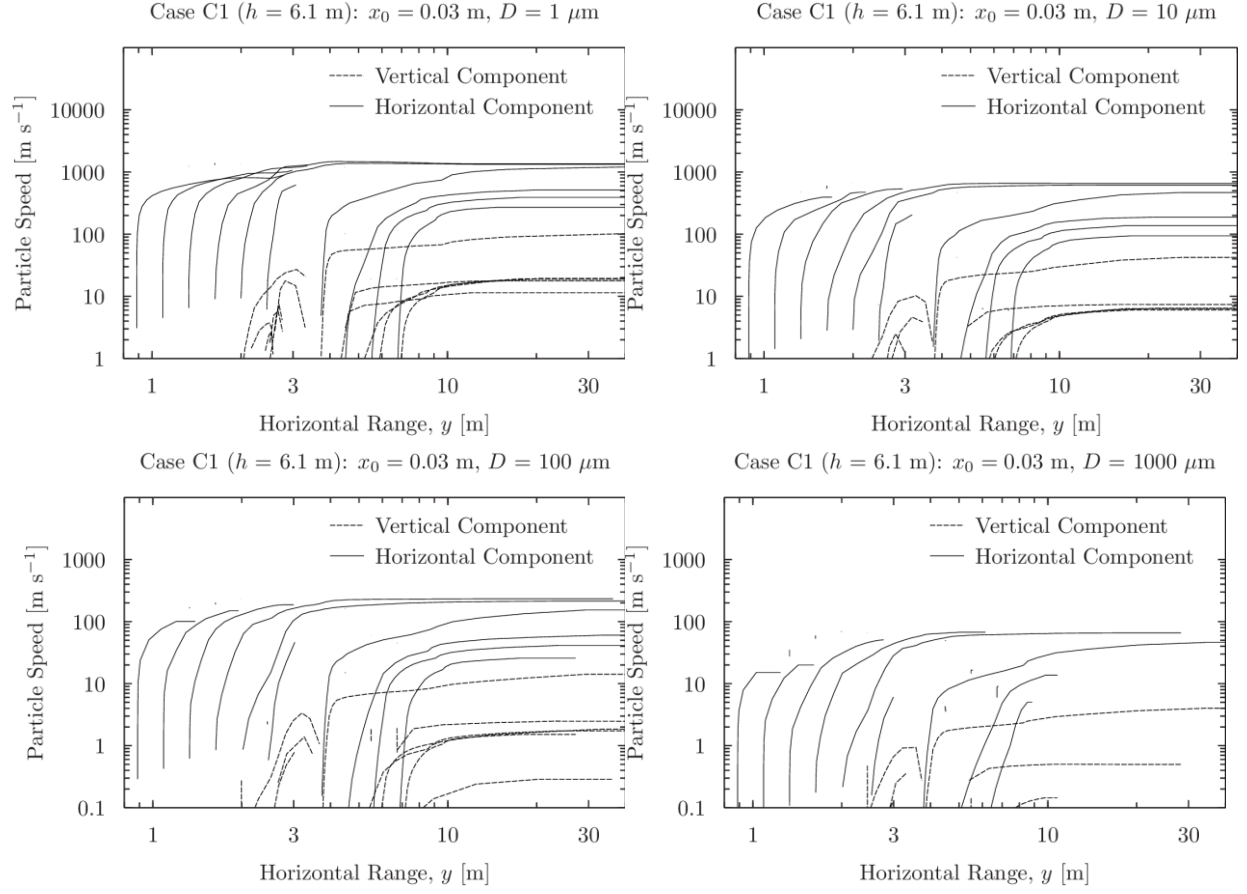 Case C1 (h = 6.1 m): x₀ = 0.03 m, D = 1 μm
Vertical Component
Horizontal Component
10000
1000
100
10
1
Particle Speed [m s⁻¹]
1 3 10 30
Horizontal Range, y [m]
Case C1 (h = 6.1 m): x₀ = 0.03 m, D = 10 μm
Vertical Component
Horizontal Component
10000
1000
100
10
1
Particle Speed [m s⁻¹]
1 3 10 30
Horizontal Range, y [m]
Case C1 (h = 6.1 m): x₀ = 0.03 m, D = 100 μm
Vertical Component
Horizontal Component
1000
100
10
1
0.1
Particle Speed [m s⁻¹]
1 3 10 30
Horizontal Range, y [m]
Case C1 (h = 6.1 m): x₀ = 0.03 m, D = 1000 μm
Vertical Component
Horizontal Component
1000
100
10
1
0.1
Particle Speed [m s⁻¹]
1 3 10 30
Horizontal Range, y [m]